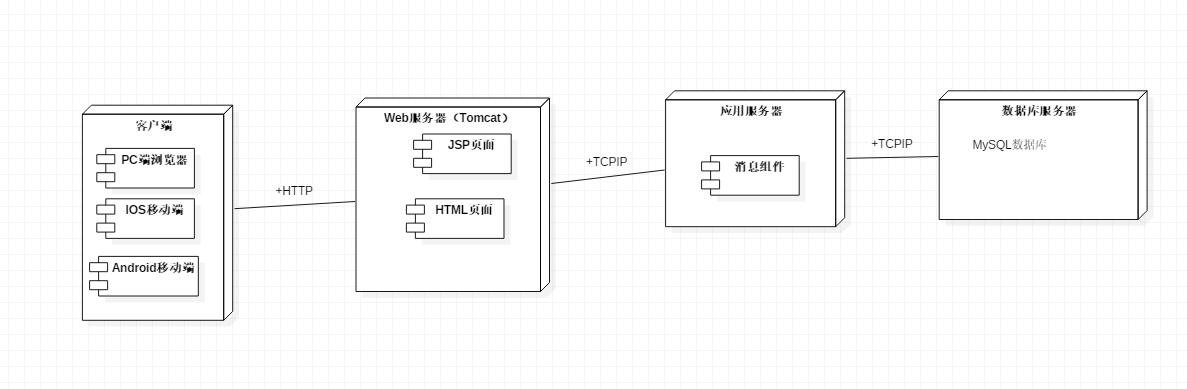 客户端
PC端浏览器
IOS移动端
Android移动端
+HTTP
Web服务器（Tomcat）
JSP页面
HTML页面
+TCPIP
应用服务器
消息组件
+TCPIP
数据库服务器
MySQL数据库